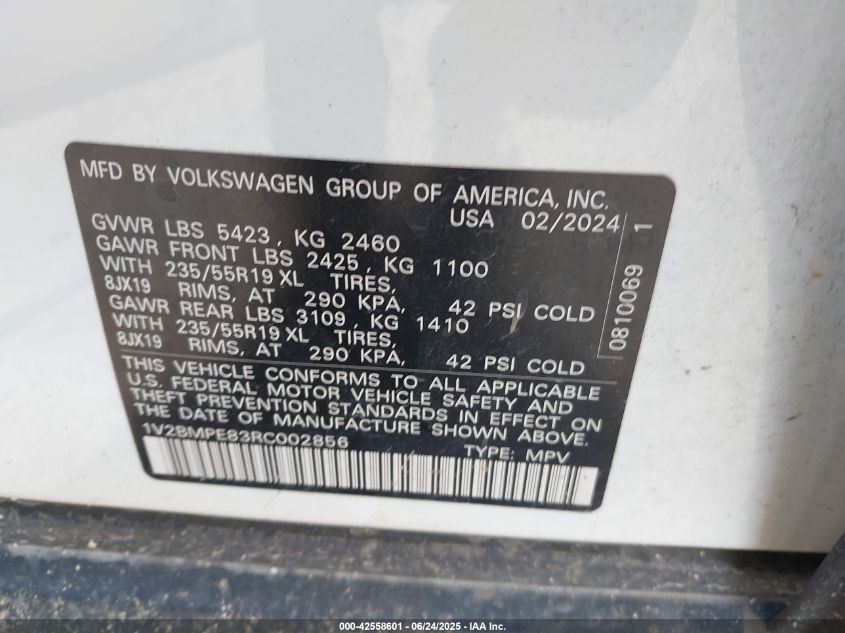 MFD BY VOLKSWAGEN GROUP OF AMERICA, INC.
USA 02/2024
GVWR LBS 5423, KG 2460
GAWR FRONT LBS 2425, KG 1100
WITH 235/55R19 XL TIRES,
8JX19 RIMS, AT 290 KPA, 42 PSI COLD
GAWR REAR LBS 3109, KG 1410
WITH 235/55R19 XL TIRES,
8JX19 RIMS, AT 290 KPA, 42 PSI COLD
THIS VEHICLE CONFORMS TO ALL APPLICABLE
U.S. FEDERAL MOTOR VEHICLE SAFETY AND
THEFT PREVENTION STANDARDS IN EFFECT ON
THE DATE OF MANUFACTURE SHOWN ABOVE.
1V2BMPE83RC002856 TYPE: MPV
0810069 1
000-42558601 - 06/24/2025 - IAA Inc.